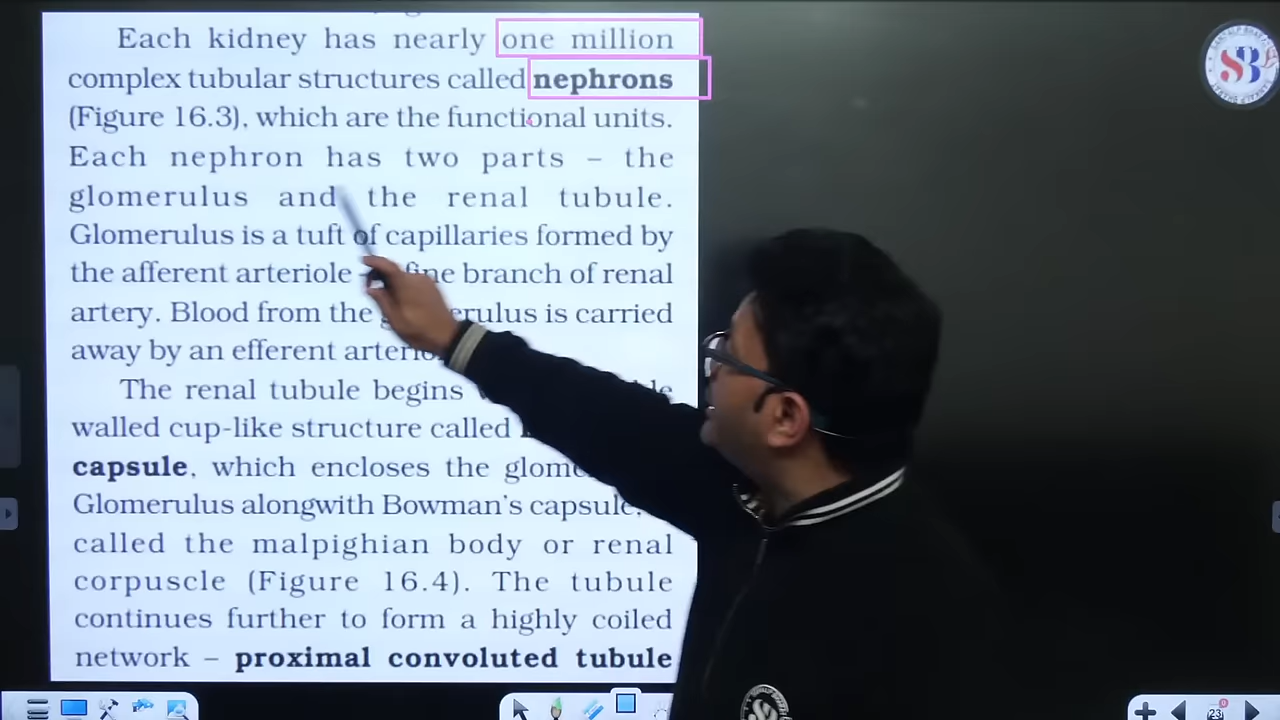 Each kidney has nearly one million
complex tubular structures called nephrons
(Figure 16.3), which are the functional units.
Each nephron has two parts – the
glomerulus and the renal tubule.
Glomerulus is a tuft of capillaries formed by
the afferent arteriole fine branch of renal
artery. Blood from the is carried
away by an efferent
The renal tubule begins
walled cup-like structure called
capsule, which encloses the
Glomerulus alongwith Bowman's capsule,
called the malpighian body or renal
corpuscle (Figure 16.4). The tubule
continues further to form a highly coiled
network – proximal convoluted tubule
SB
23